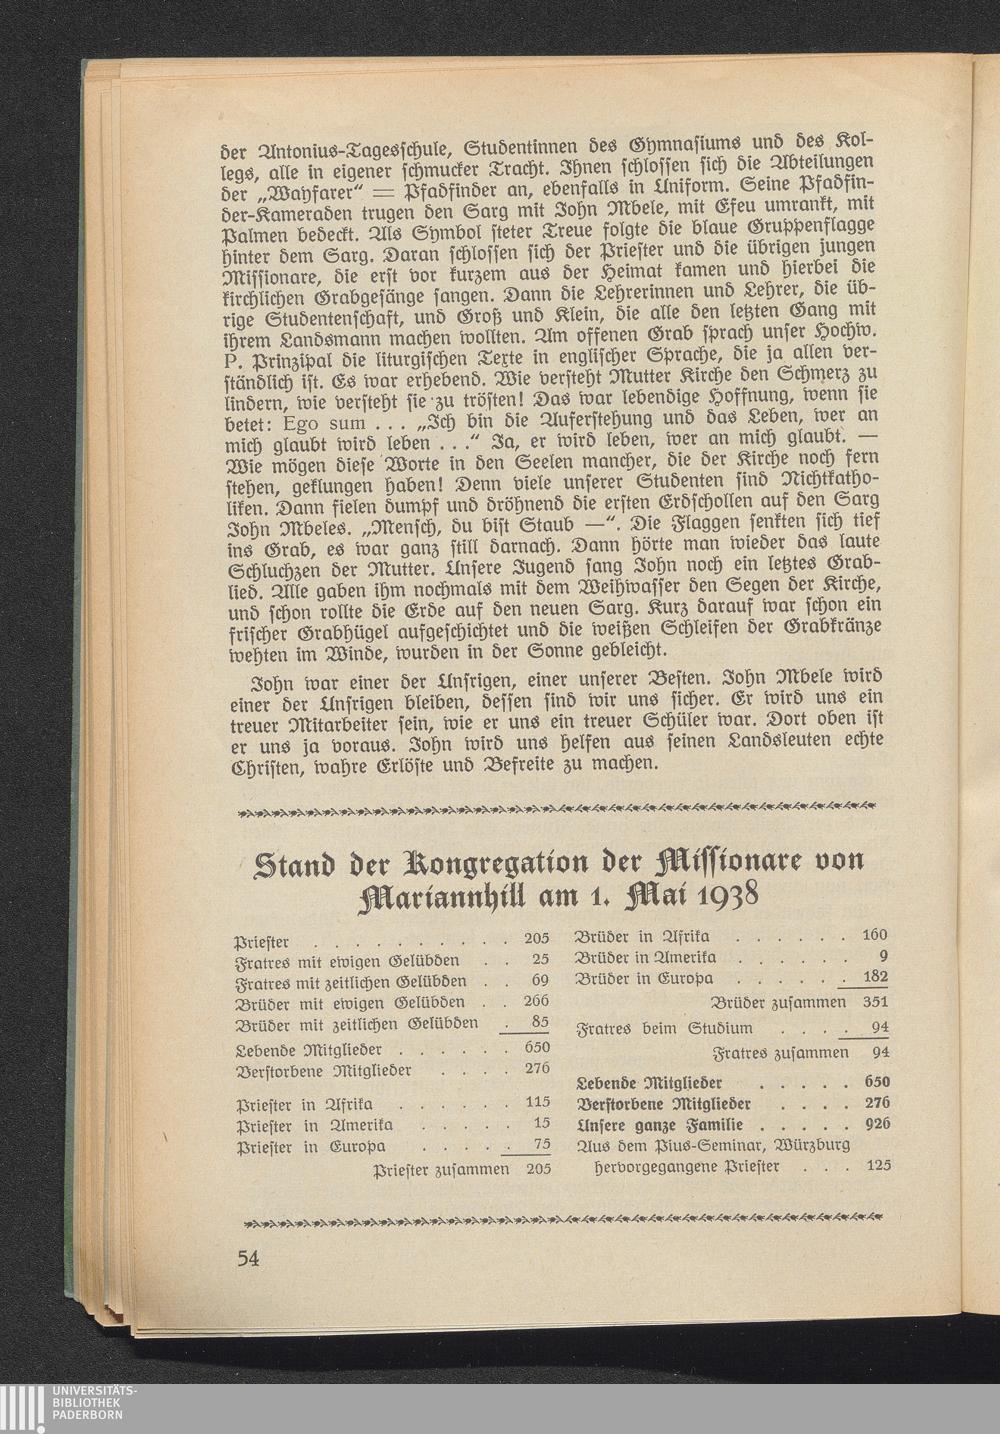 der Antonius-Tagesschule, Studentinnen des Gymnasiums und des Kol-
legs, alle in eigener schmucker Tracht. Ihnen schlossen sich die Abteilungen
der „Wayfarer“ = Pfadfinder an, ebenfalls in Uniform. Seine Pfadfin-
der-Kameraden trugen den Sarg mit John Mbele, mit Efeu umrankt, mit
Palmen bedeckt. Als Symbol steter Treue folgte die blaue Gruppenflagge
hinter dem Sarg. Daran schlossen sich der Priester und die übrigen jungen
Missionare, die erst vor kurzem aus der Heimat kamen und hierbei die
kirchlichen Grabgesänge sangen. Dann die Lehrerinnen und Lehrer, die üb-
rige Studentenschaft, und Groß und Klein, die alle den letzten Gang mit
ihrem Landsmann machen wollten. Am offenen Grab sprach unser Hochw.
P. Prinzipal die liturgischen Texte in englischer Sprache, die ja allen ver-
ständlich ist. Es war erhebend. Wie versteht Mutter Kirche den Schmerz zu
lindern, wie versteht sie zu trösten! Das war lebendige Hoffnung, wenn sie
betet: Ego sum . . . „Ich bin die Auferstehung und das Leben, wer an
mich glaubt wird leben . . .“ Ja, er wird leben, wer an mich glaubt. —
Wie mögen diese Worte in den Seelen mancher, die der Kirche noch fern
stehen, geklungen haben! Denn viele unserer Studenten sind Nichtkatho-
liken. Dann fielen dumpf und dröhnend die ersten Erdschollen auf den Sarg
John Mbeles. „Mensch, du bist Staub —“. Die Flaggen senkten sich tief
ins Grab, es war ganz still darnach. Dann hörte man wieder das laute
Schluchzen der Mutter. Unsere Jugend sang John noch ein letztes Grab-
lied. Alle gaben ihm nochmals mit dem Weihwasser den Segen der Kirche,
und schon rollte die Erde auf den neuen Sarg. Kurz darauf war schon ein
frischer Grabhügel aufgeschichtet und die weißen Schleifen der Grabkränze
wehten im Winde, wurden in der Sonne gebleicht.
John war einer der Unsrigen, einer unserer Besten. John Mbele wird
einer der Unsrigen bleiben, dessen sind wir uns sicher. Er wird uns ein
treuer Mitarbeiter sein, wie er uns ein treuer Schüler war. Dort oben ist
er uns ja voraus. John wird uns helfen aus seinen Landsleuten echte
Christen, wahre Erlöste und Befreite zu machen.
Stand der Kongregation der Missionare von
Mariannhill am 1. Mai 1938
Priester . . . . . . . . . . 205
Fratres mit ewigen Gelübden . . 25
Fratres mit zeitlichen Gelübden . . 69
Brüder mit ewigen Gelübden . . 266
Brüder mit zeitlichen Gelübden . 85
Lebende Mitglieder . . . . . . 650
Verstorbene Mitglieder . . . . 276
Priester in Afrika . . . . . . 115
Priester in Amerika . . . . . 15
Priester in Europa . . . . . 75
Priester zusammen 205
Brüder in Afrika . . . . . . 160
Brüder in Amerika . . . . . . 9
Brüder in Europa . . . . . . 182
Brüder zusammen 351
Fratres beim Studium . . . . 94
Fratres zusammen 94
Lebende Mitglieder . . . . . 650
Verstorbene Mitglieder . . . . 276
Unsere ganze Familie . . . . . 926
Aus dem Pius-Seminar, Würzburg
hervorgegangene Priester . . . 125
54
UNIVERSITÄTS-
BIBLIOTHEK
PADERBORN